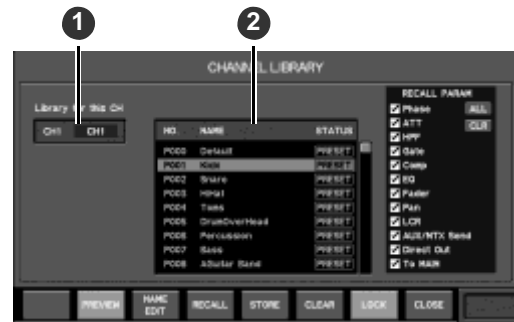 1
2
CHANNEL LIBRARY
Library for this CH
CH1 CH1
NO. NAME STATUS
P000 Default PRESET
P001 Kick PRESET
P002 Snare PRESET
P003 HiHat PRESET
P004 Toms PRESET
P005 DrumOverHead PRESET
P006 Percussion PRESET
P007 Bass PRESET
P008 AGuitar Band PRESET
RECALL PARAM
Phase ALL
ATT CLR
HPF
Gate
Comp
EQ
Fader
Pan
LCR
AUX/MTX Send
Direct Out
To MAIN
PREVIEW
NAME EDIT
RECALL
STORE
CLEAR
LOCK
CLOSE